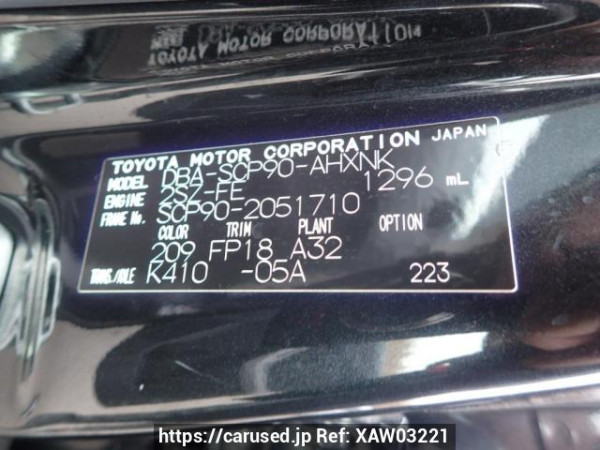 TOYOTA MOTOR CORPORATION JAPAN
MODEL DBA-SCP90-AHXNK
ENGINE 2SZ-FE 1296 mL
FRAME No. SCP90-2051710
COLOR TRIM PLANT OPTION
209 FP18 A32
TRANS./AXLE K410 -05A 223
https://carused.jp Ref: XAW03221